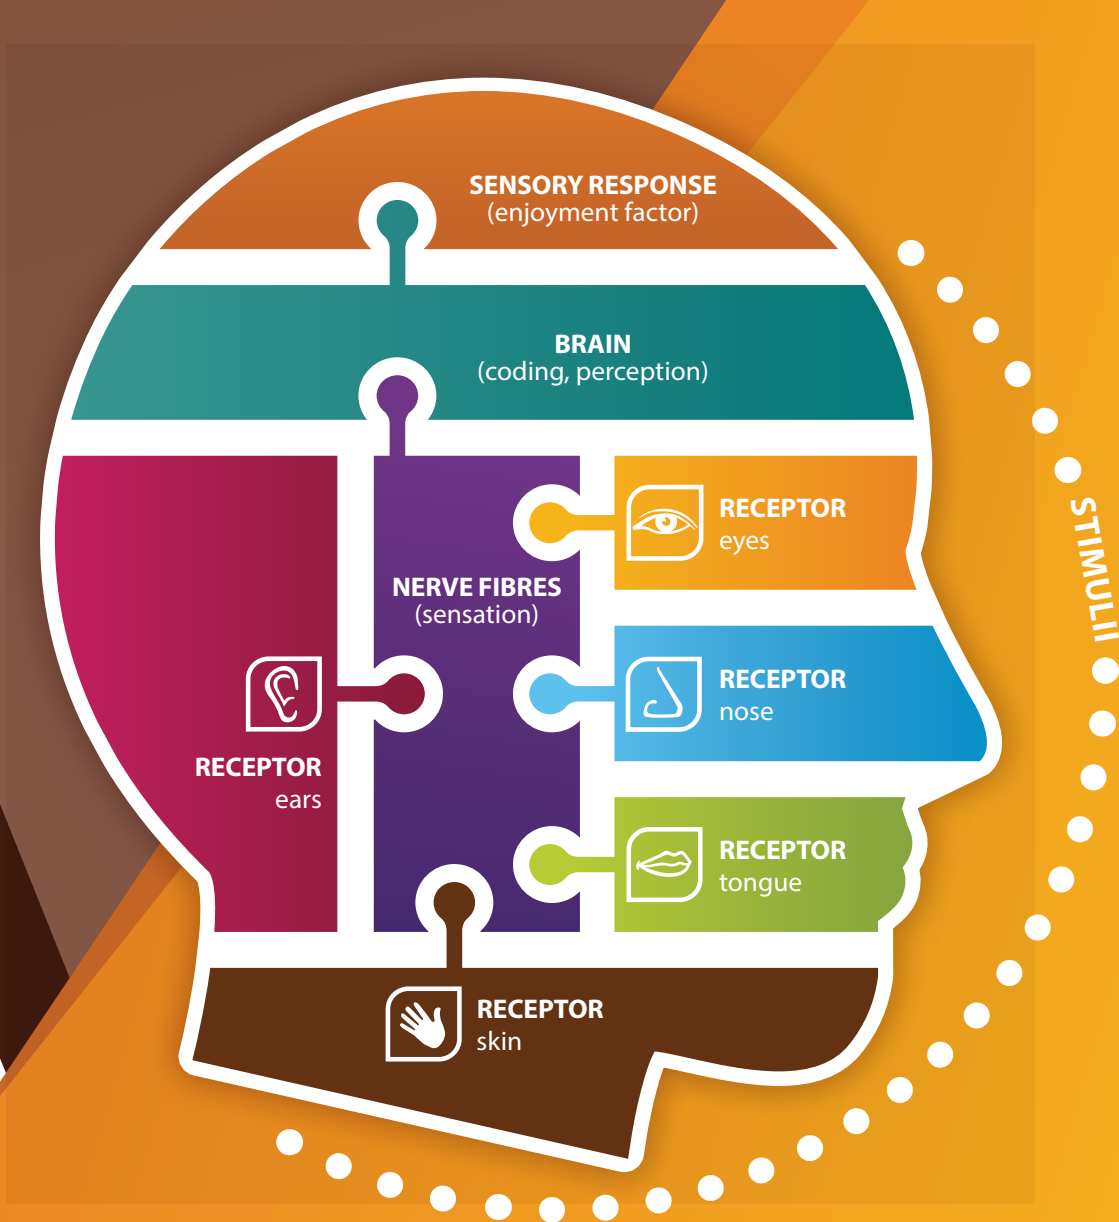 SENSORY RESPONSE
(enjoyment factor)
BRAIN
(coding, perception)
RECEPTOR
eyes
STIMULII
NERVE FIBRES
(sensation)
RECEPTOR
nose
RECEPTOR
ears
RECEPTOR
tongue
RECEPTOR
skin